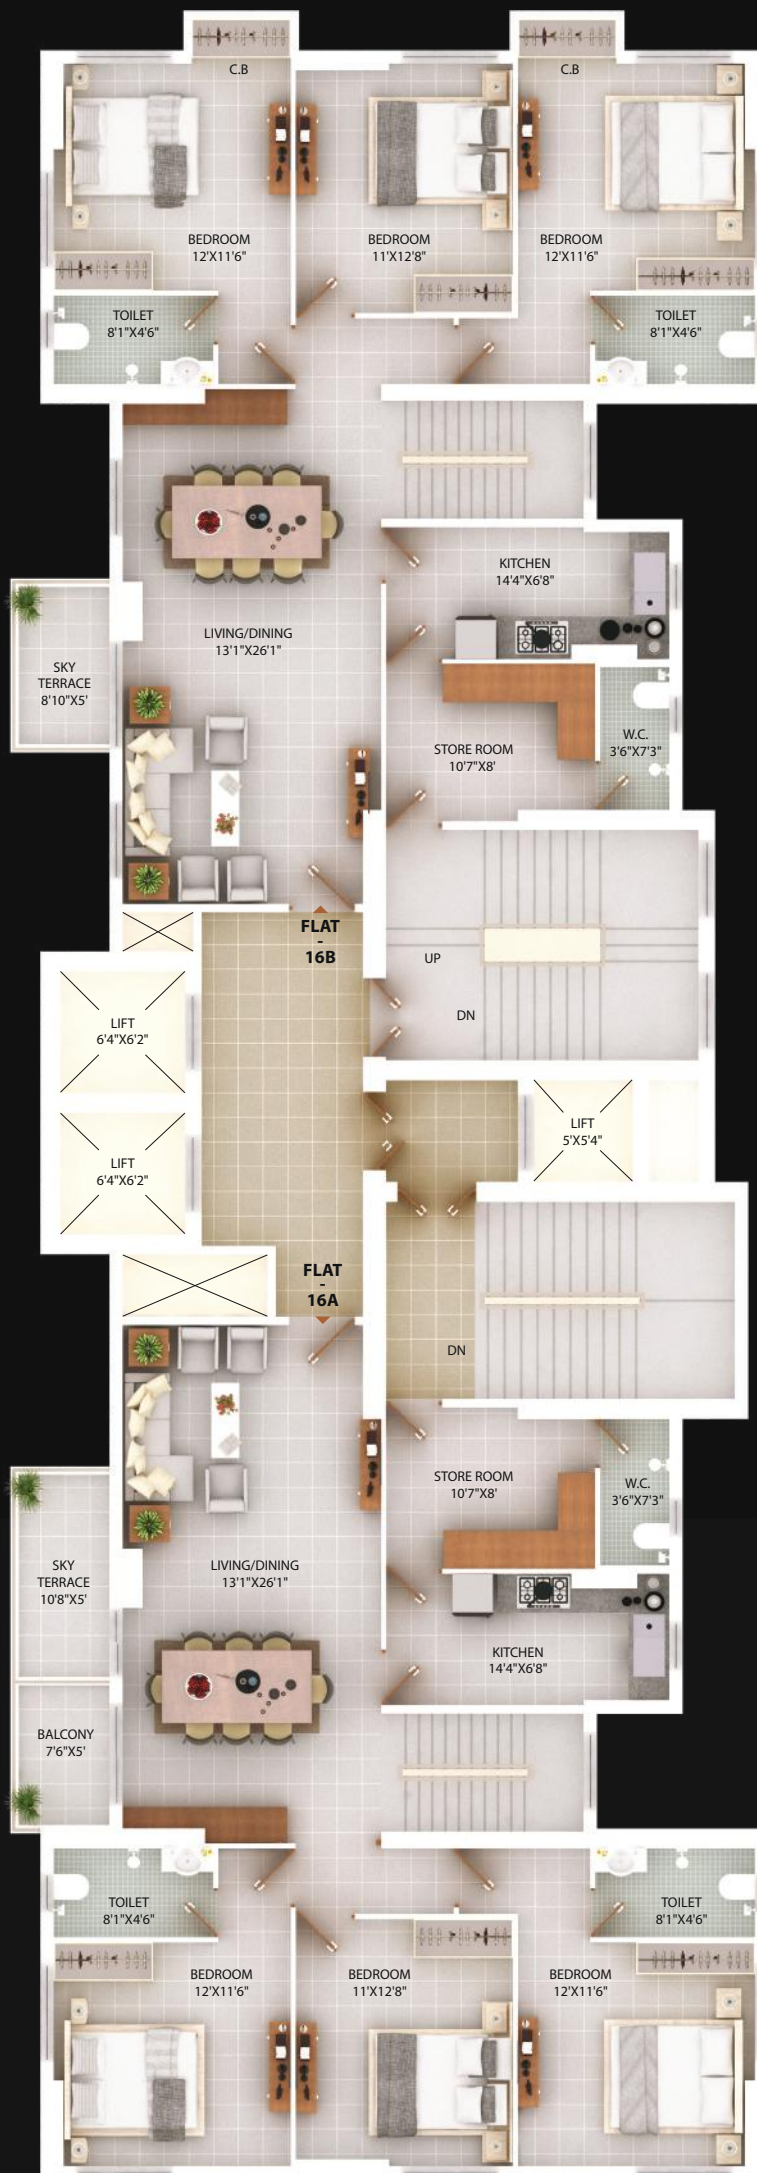 C.B
C.B
BEDROOM
12'X11'6"
BEDROOM
11'X12'8"
BEDROOM
12'X11'6"
TOILET
8'1"X4'6"
TOILET
8'1"X4'6"
KITCHEN
14'4"X6'8"
LIVING/DINING
13'1"X26'1"
SKY
TERRACE
8'10"X5'
STORE ROOM
10'7"X8'
W.C.
3'6"X7'3"
FLAT
-
16B
UP
DN
LIFT
6'4"X6'2"
LIFT
5'X5'4"
LIFT
6'4"X6'2"
FLAT
-
16A
DN
STORE ROOM
10'7"X8'
W.C.
3'6"X7'3"
SKY
TERRACE
10'8"X5'
LIVING/DINING
13'1"X26'1"
KITCHEN
14'4"X6'8"
BALCONY
7'6"X5'
TOILET
8'1"X4'6"
TOILET
8'1"X4'6"
BEDROOM
12'X11'6"
BEDROOM
11'X12'8"
BEDROOM
12'X11'6"